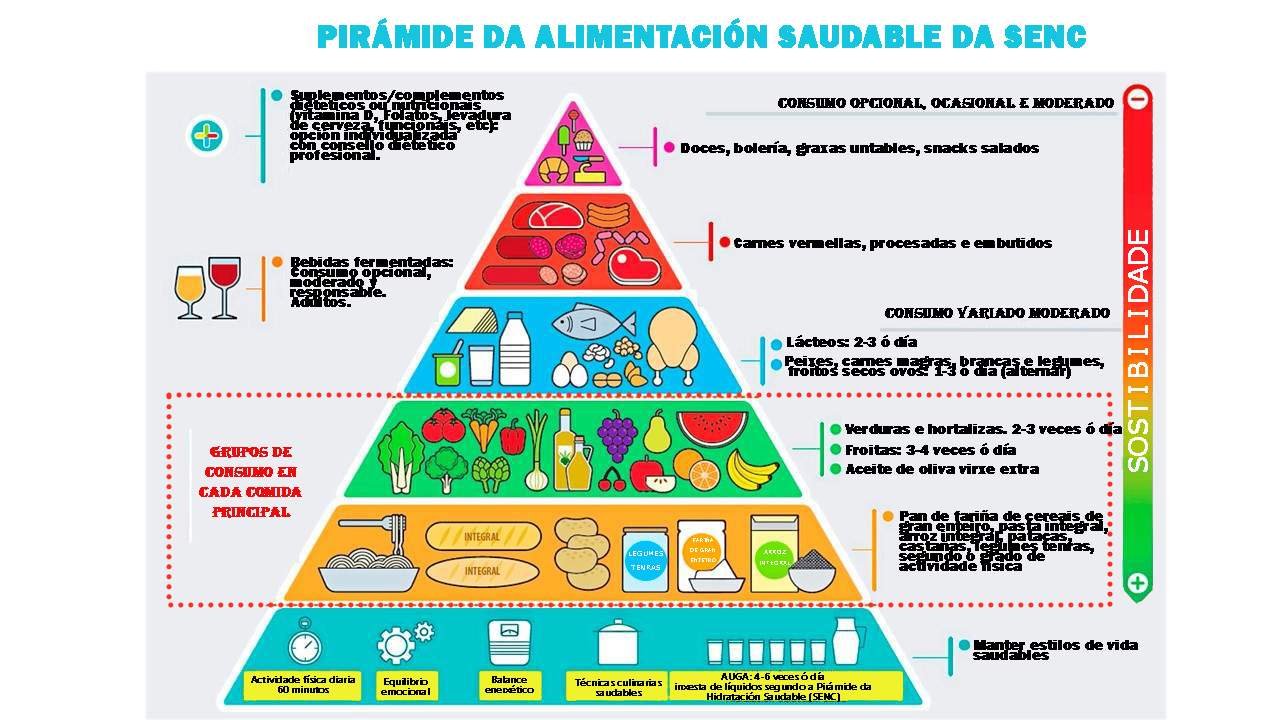 PIRÁMIDE DA ALIMENTACIÓN SAUDABLE DA SENC
Suplementos/complementos
dietéticos ou nutricionais
(vitamina D, Folatos, levadura
de cerveza, funcionais, etc):
opción individualizada
con consello dietético
profesional.
CONSUMO OPCIONAL, OCASIONAL E MODERADO
Doces, bolería, graxas untables, snacks salados
Carnes vermellas, procesadas e embutidos
Bebidas fermentadas:
Consumo opcional,
moderado y
responsable.
Adultos.
CONSUMO VARIADO MODERADO
Lácteos: 2-3 ó día
Peixes, carnes magras, brancas e legumes,
froitos secos ovos: 1-3 ó día (alternar)
GRUPOS DE
CONSUMO EN
CADA COMIDA
PRINCIPAL
Verduras e hortalizas. 2-3 veces ó día
Froitas: 3-4 veces ó día
Aceite de oliva virxe extra
Pan de fariña de cereais de
gran enteiro, pasta integral,
arroz integral, patacas,
castañas, legumes tenras,
segundo o grado de
actividade física
INTEGRAL
INTEGRAL
LEGUMES
TENRAS
FARIÑA
DE GRAN
ENTEIRO
ARROZ
INTEGRAL
SOSTIBILIDADE
Manter estilos de vida
saudables
Actividade física diaria
60 minutos
Equilibrio
emocional
Balance
enerxético
Técnicas culinarias
saudables
AUGA: 4-6 veces ó día
inxesta de líquidos segundo a Pirámide da
Hidratación Saudable (SENC)